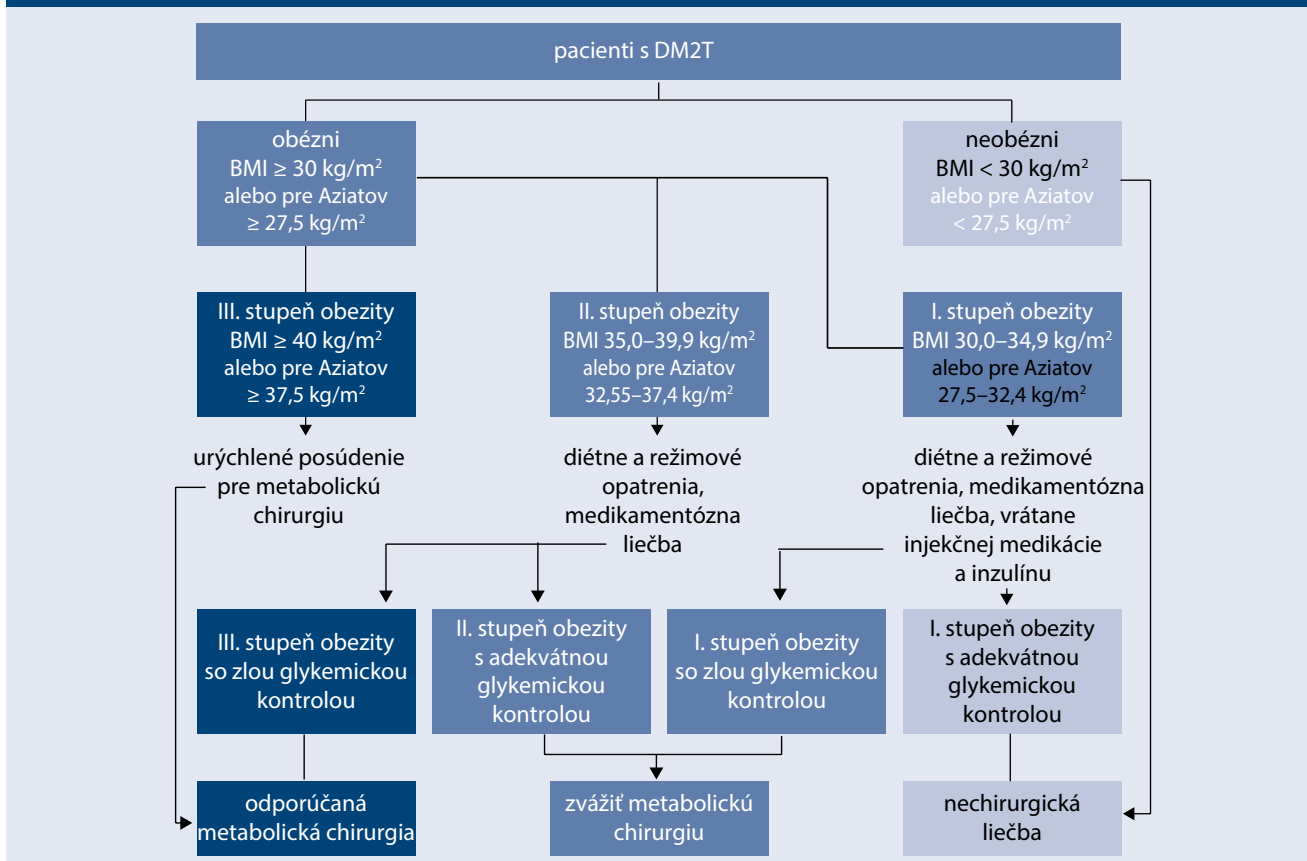 pacienti s DM2T
obézni
BMI ≥ 30 kg/m²
alebo pre Aziatov
≥ 27,5 kg/m²
neobézni
BMI < 30 kg/m²
alebo pre Aziatov
< 27,5 kg/m²
III. stupeň obezity
BMI ≥ 40 kg/m²
alebo pre Aziatov
≥ 37,5 kg/m²
II. stupeň obezity
BMI 35,0–39,9 kg/m²
alebo pre Aziatov
32,55–37,4 kg/m²
I. stupeň obezity
BMI 30,0–34,9 kg/m²
alebo pre Aziatov
27,5–32,4 kg/m²
urýchlené posúdenie
pre metabolickú
chirurgiu
diétne a režimové
opatrenia,
medikamentózna
liečba
diétne a režimové
opatrenia, medikamentózna
liečba, vrátane
injekčnej medikácie
a inzulínu
III. stupeň obezity
so zlou glykemickou
kontrolou
II. stupeň obezity
s adekvátnou
glykemickou
kontrolou
I. stupeň obezity
so zlou glykemickou
kontrolou
I. stupeň obezity
s adekvátnou
glykemickou
kontrolou
odporúčaná
metabolická chirurgia
zvážiť metabolickú
chirurgiu
nechirurgická
liečba